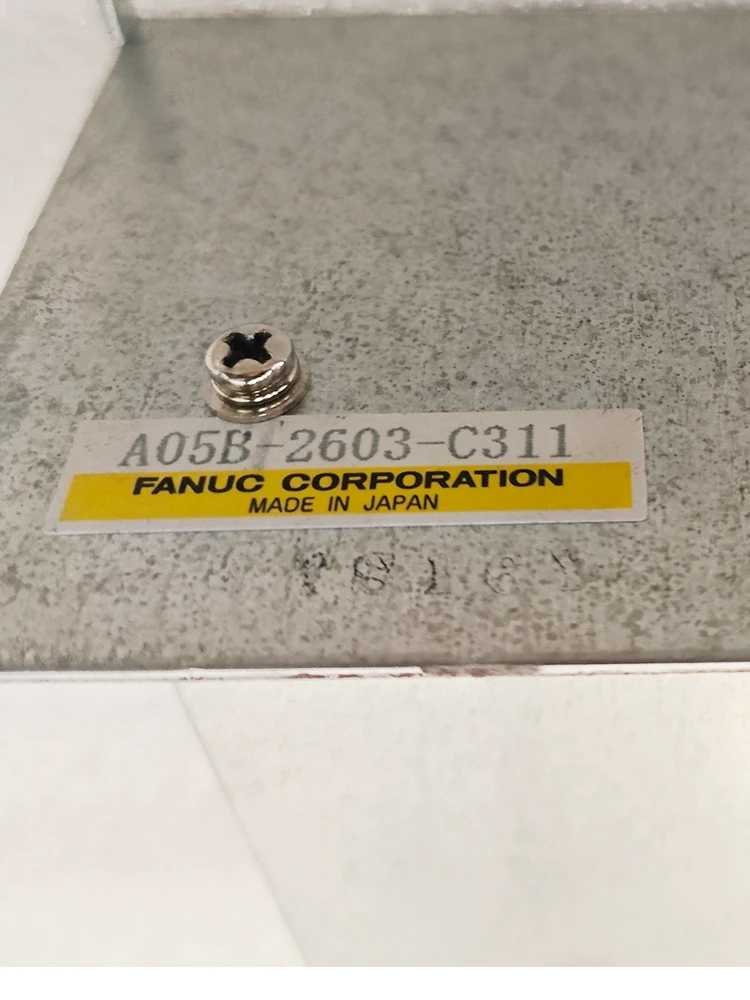 A05B-2603-C311
FANUC CORPORATION
MADE IN JAPAN